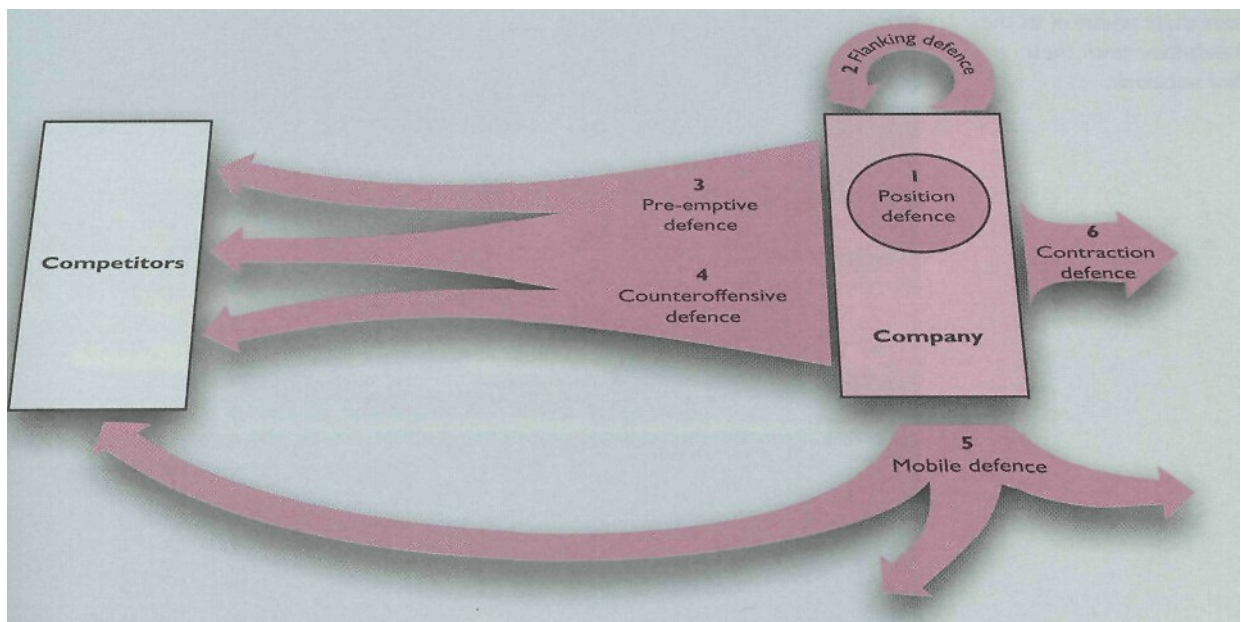 2 Flanking defence
1
Position
defence
3
Pre-emptive
defence
6
Contraction
defence
Competitors
4
Counteroffensive
defence
Company
5
Mobile defence